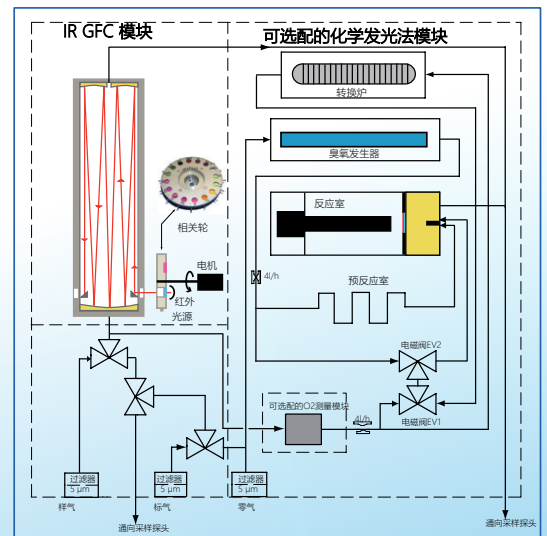 IR GFC 模块
可选配的化学发光法模块
转换炉
臭氧发生器
反应室
相关轮
电机
4l/h
预反应室
红外
光源
电磁阀EV2
可选配的O2测量模块
4l/h
电磁阀EV1
过滤器
5 μm
过滤器
5 μm
过滤器
5 μm
样气
标气
零气
通向采样探头
通向采样探头